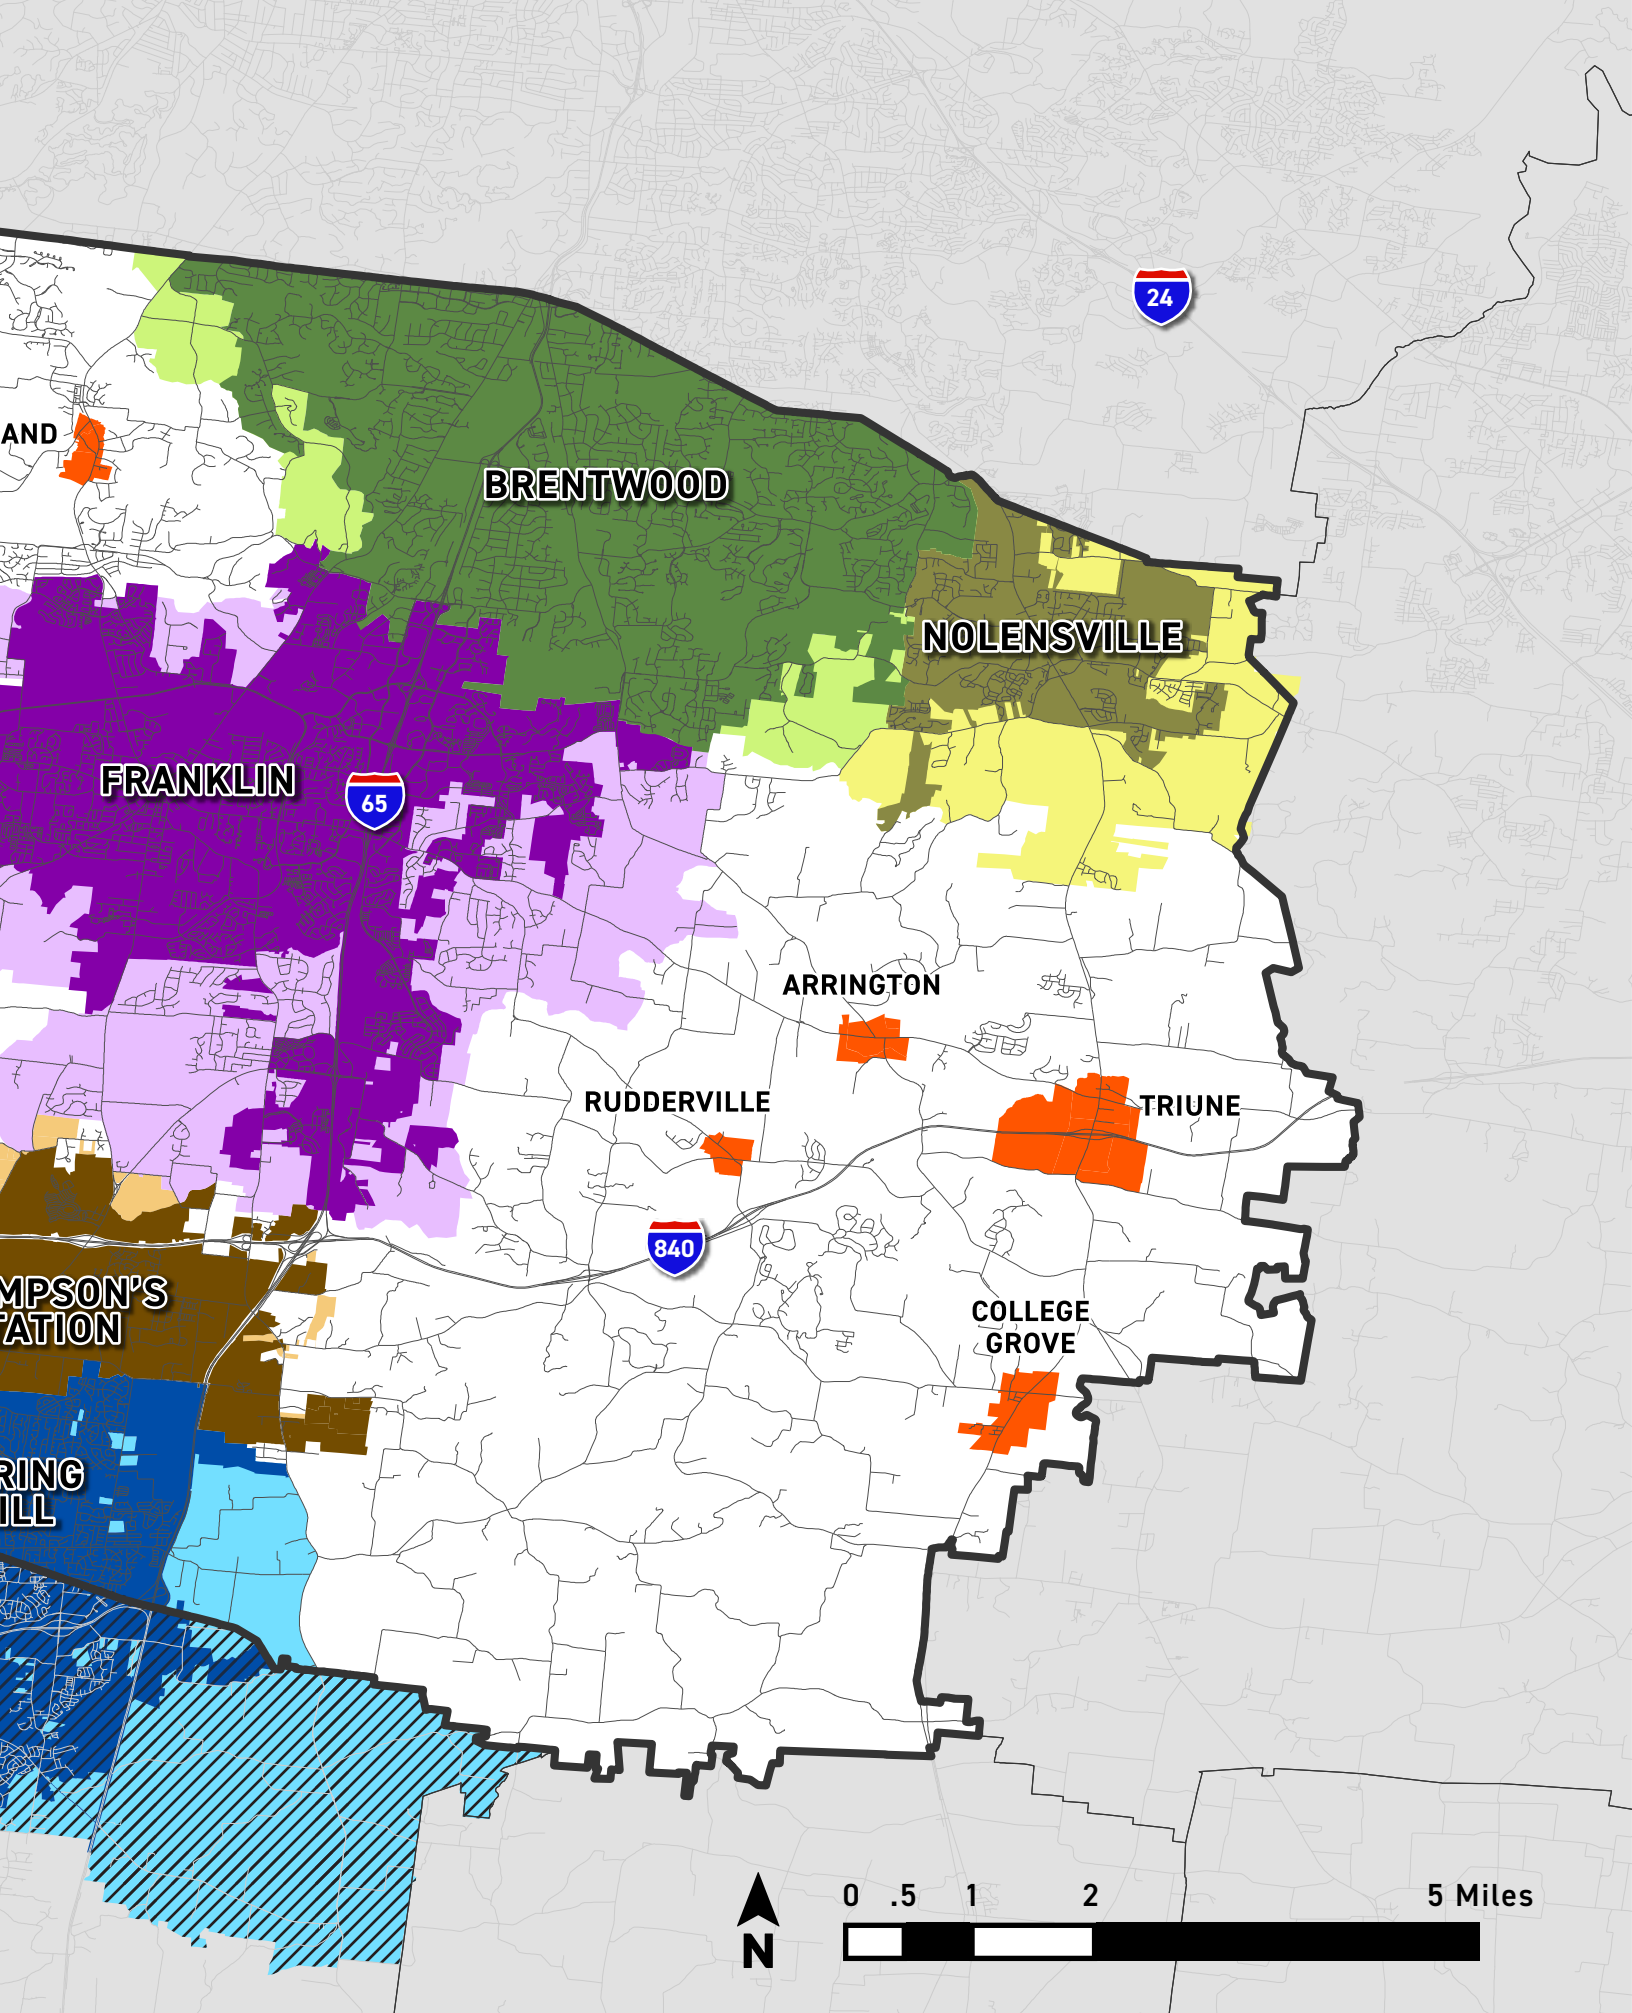 24
AND
BRENTWOOD
NOLENSVILLE
FRANKLIN
65
ARRINGTON
RUDDERVILLE
TRIUNE
840
MPSON'S
TATION
COLLEGE
GROVE
RING
ILL
0 .5 1 2 5 Miles
N